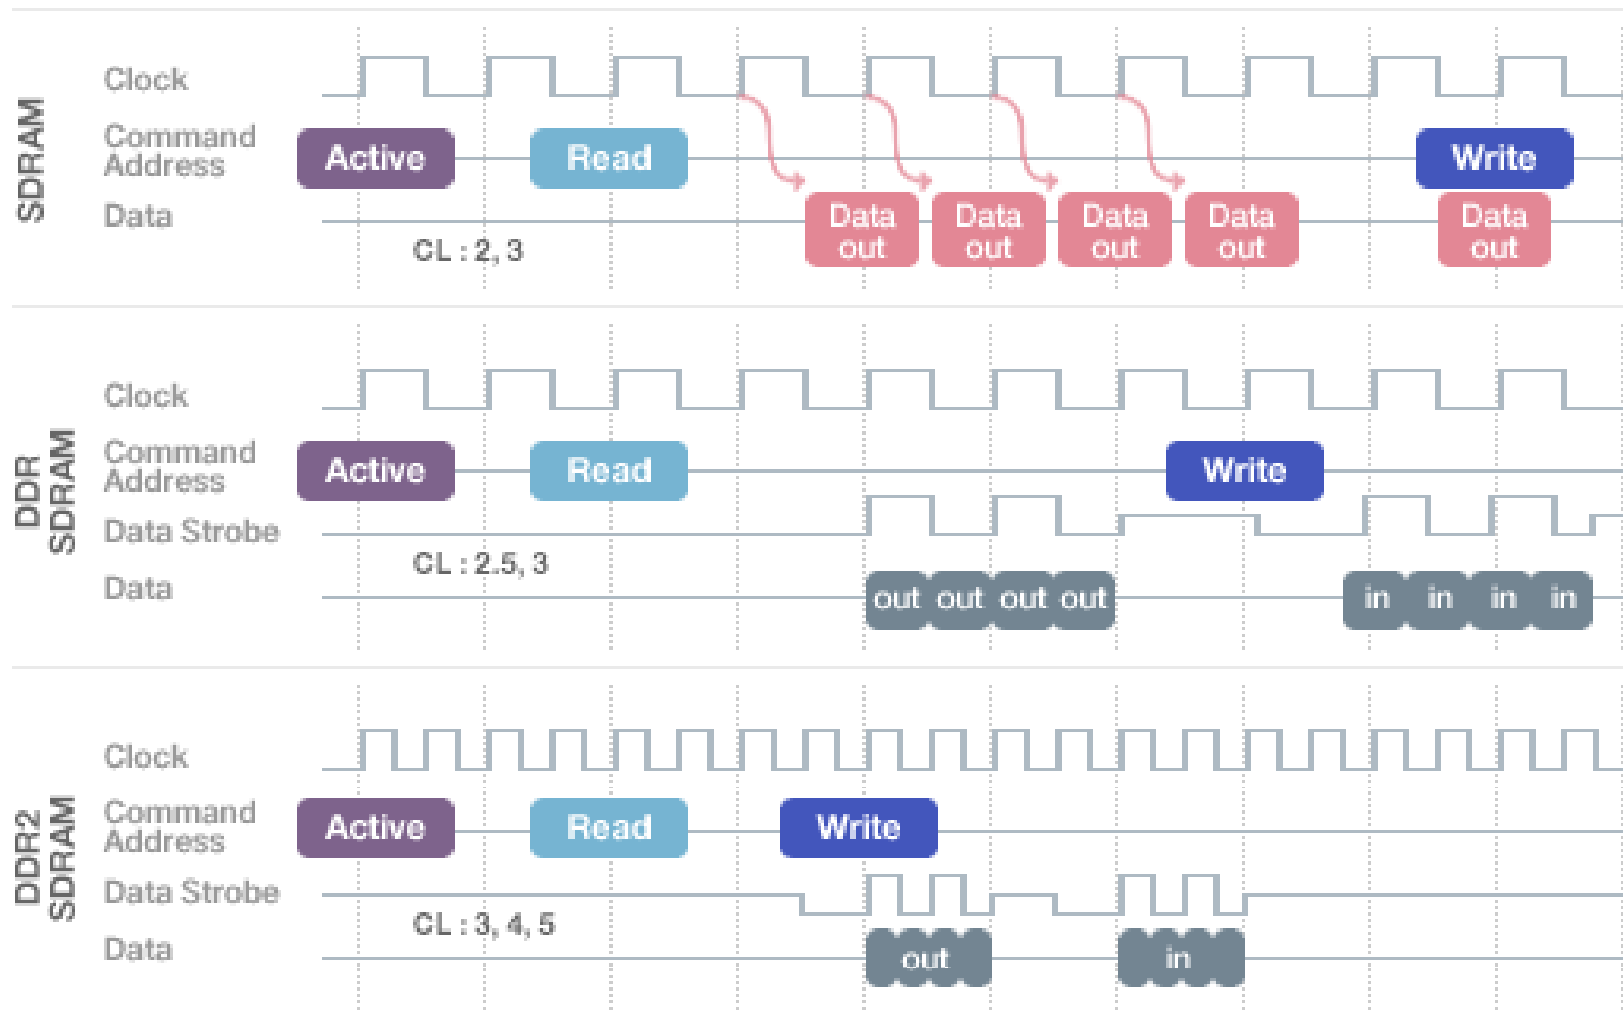 SDRAM
Clock
Command
Address
Active
Read
Write
Data
Data
out
Data
out
Data
out
Data
out
Data
out
CL : 2, 3
DDR
SDRAM
Clock
Command
Address
Active
Read
Write
Data Strobe
CL : 2.5, 3
Data
out out out out
in in in in
DDR2
SDRAM
Clock
Command
Address
Active
Read
Write
Data Strobe
CL : 3, 4, 5
Data
out
in